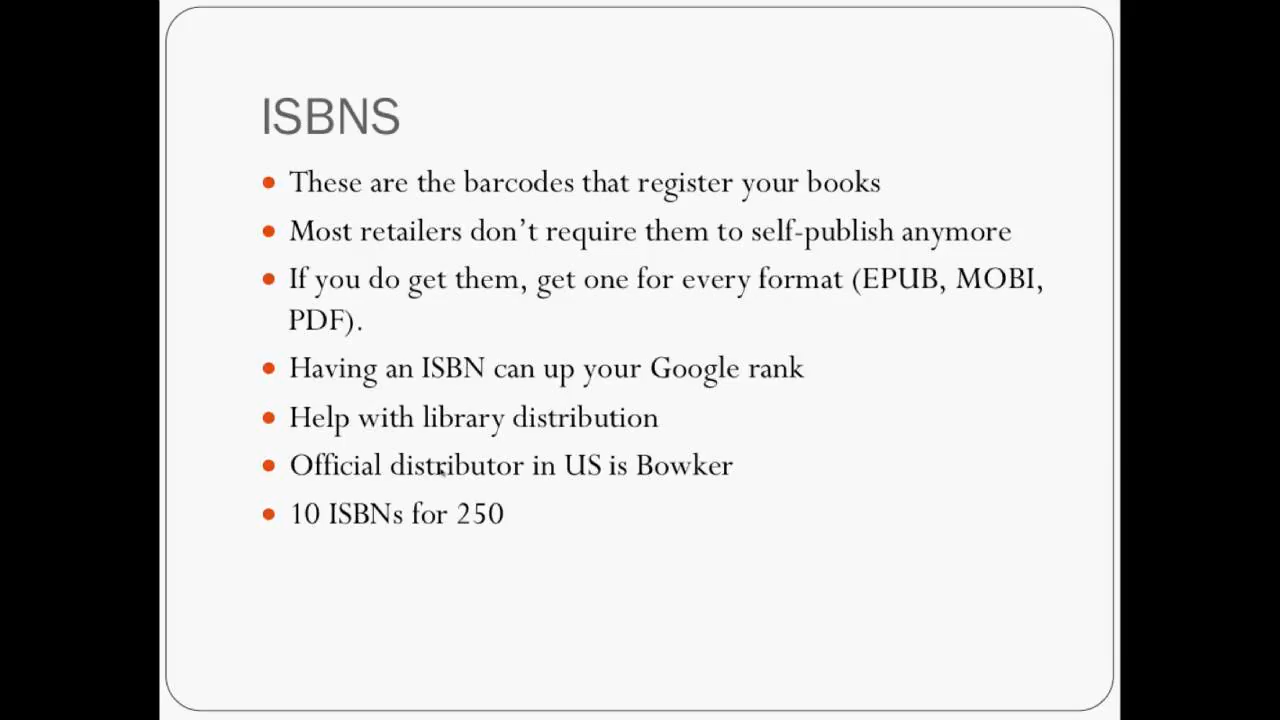 ISBNS
These are the barcodes that register your books
Most retailers don't require them to self-publish anymore
If you do get them, get one for every format (EPUB, MOBI,
PDF).
Having an ISBN can up your Google rank
Help with library distribution
Official distributor in US is Bowker
10 ISBNs for 250